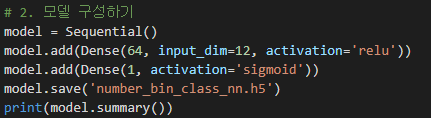 # 2. 모델 구성하기
model = Sequential()
model.add(Dense(64, input_dim=12, activation='relu'))
model.add(Dense(1, activation='sigmoid'))
model.save('number_bin_class_nn.h5')
print(model.summary())